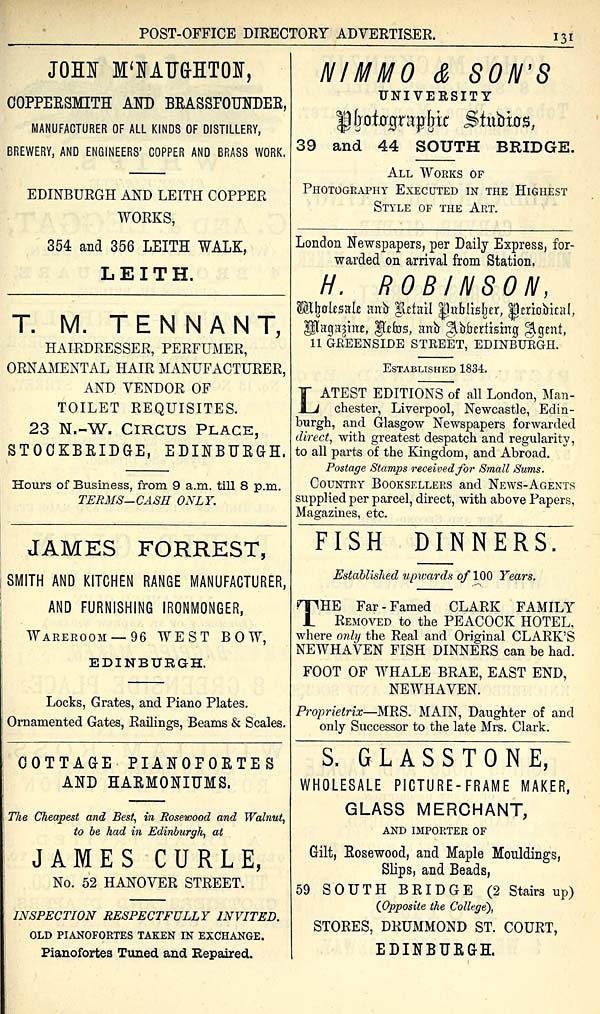 POST-OFFICE DIRECTORY ADVERTISER. 131
JOHN M'NAUGHTON,
COPPERSMITH AND BRASSFOUNDER,
MANUFACTURER OF ALL KINDS OF DISTILLERY,
BREWERY, AND ENGINEERS' COPPER AND BRASS WORK.
EDINBURGH AND LEITH COPPER
WORKS,
354 and 356 LEITH WALK,
LEITH.
T. M. TENNANT,
HAIRDRESSER, PERFUMER,
ORNAMENTAL HAIR MANUFACTURER,
AND VENDOR OF
TOILET REQUISITES.
23 N.-W. CIRCUS PLACE,
STOCKBRIDGE, EDINBURGH.
Hours of Business, from 9 a.m. till 8 p.m.
TERMS—CASH ONLY.
JAMES FORREST,
SMITH AND KITCHEN RANGE MANUFACTURER,
AND FURNISHING IRONMONGER,
WAREROOM — 96 WEST BOW,
EDINBURGH.
Locks, Grates, and Piano Plates.
Ornamented Gates, Railings, Beams & Scales.
COTTAGE PIANOFORTES
AND HARMONIUMS.
The Cheapest and Best, in Rosewood and Walnut,
to be had in Edinburgh, at
JAMES CURLE,
No. 52 HANOVER STREET.
INSPECTION RESPECTFULLY INVITED.
OLD PIANOFORTES TAKEN IN EXCHANGE.
Pianofortes Tuned and Repaired.
NIMMO & SON'S
UNIVERSITY
Photographic Studios,
39 and 44 SOUTH BRIDGE.
ALL WORKS OF
PHOTOGRAPHY EXECUTED IN THE HIGHEST
STYLE OF THE ART.
London Newspapers, per Daily Express, for-
warded on arrival from Station.
H. ROBINSON,
Wholesale and Retail Publisher, Periodical,
Magazine, News, and Advertising Agent,
11 GREENSIDE STREET, EDINBURGH.
ESTABLISHED 1834.
LATEST EDITIONS of all London, Man-
chester, Liverpool, Newcastle, Edin-
burgh, and Glasgow Newspapers forwarded
direct, with greatest despatch and regularity,
to all parts of the Kingdom, and Abroad.
Postage Stamps received for Small Sums.
COUNTRY BOOKSELLERS and NEWS-AGENTS
supplied per parcel, direct, with above Papers,
Magazines, etc.
FISH DINNERS.
Established upwards of 100 Years.
THE Far-Famed CLARK FAMILY
REMOVED to the PEACOCK HOTEL,
where only the Real and Original CLARK'S
NEWHAVEN FISH DINNERS can be had.
FOOT OF WHALE BRAE, EAST END,
NEWHAVEN.
Proprietrix—MRS. MAIN, Daughter of and
only Successor to the late Mrs. Clark.
S. GLASSTONE,
WHOLESALE PICTURE-FRAME MAKER,
GLASS MERCHANT,
AND IMPORTER OF
Gilt, Rosewood, and Maple Mouldings,
Slips, and Beads,
59 SOUTH BRIDGE (2 Stairs up)
(Opposite the College),
STORES, DRUMMOND ST. COURT,
EDINBURGH.